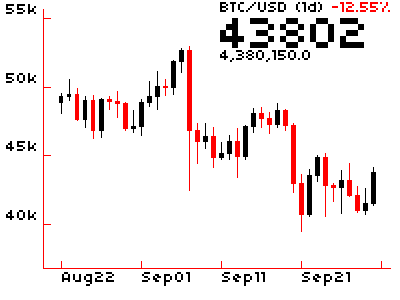 55k
BTC/USD (1d) -12.55%
43802
4,380,150.0
50k
45k
40k
Aug22 Sep01 Sep11 Sep21